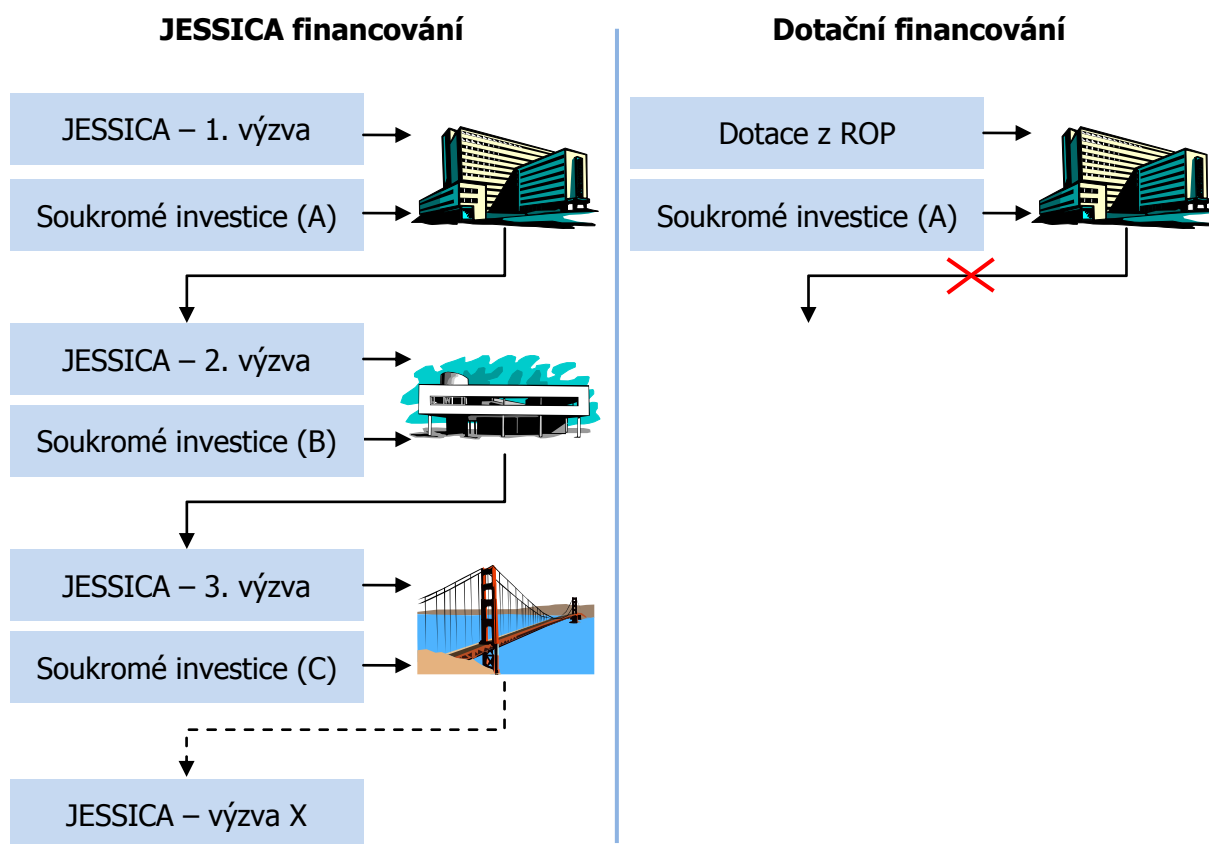 JESSICA financování
JESSICA – 1. výzva
Soukromé investice (A)
JESSICA – 2. výzva
Soukromé investice (B)
JESSICA – 3. výzva
Soukromé investice (C)
JESSICA – výzva X
Dotační financování
Dotace z ROP
Soukromé investice (A)